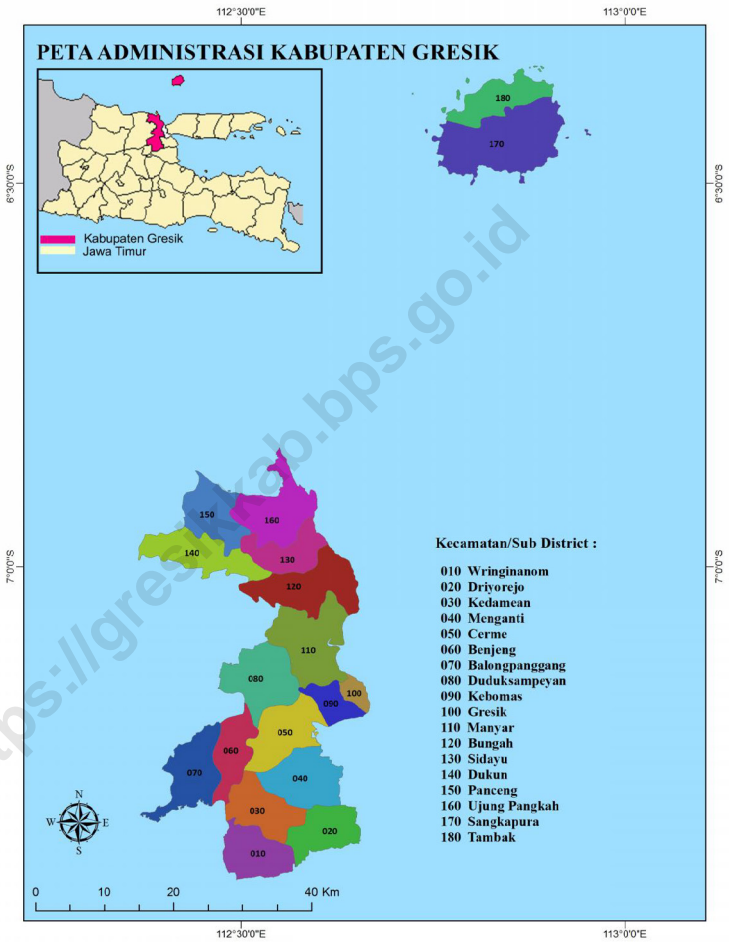 112°30'0"E 113°0'0"E
PETA ADMINISTRASI KABUPATEN GRESIK
Kabupaten Gresik
Jawa Timur
180
170
6°30'0"S 6°30'0"S
tps://gresikkab.bps.go.id
150
160
140
130
120
110
080
100
090
050
060
070
040
030
020
010
7°0'0"S 7°0'0"S
Kecamatan/Sub District :
010 Wringinanom
020 Driyorejo
030 Kedamean
040 Menganti
050 Cerme
060 Benjeng
070 Balongpanggang
080 Duduksampeyan
090 Kebomas
100 Gresik
110 Manyar
120 Bungah
130 Sidayu
140 Dukun
150 Panceng
160 Ujung Pangkah
170 Sangkapura
180 Tambak
N
W E
S
0 10 20 40 Km
112°30'0"E 113°0'0"E